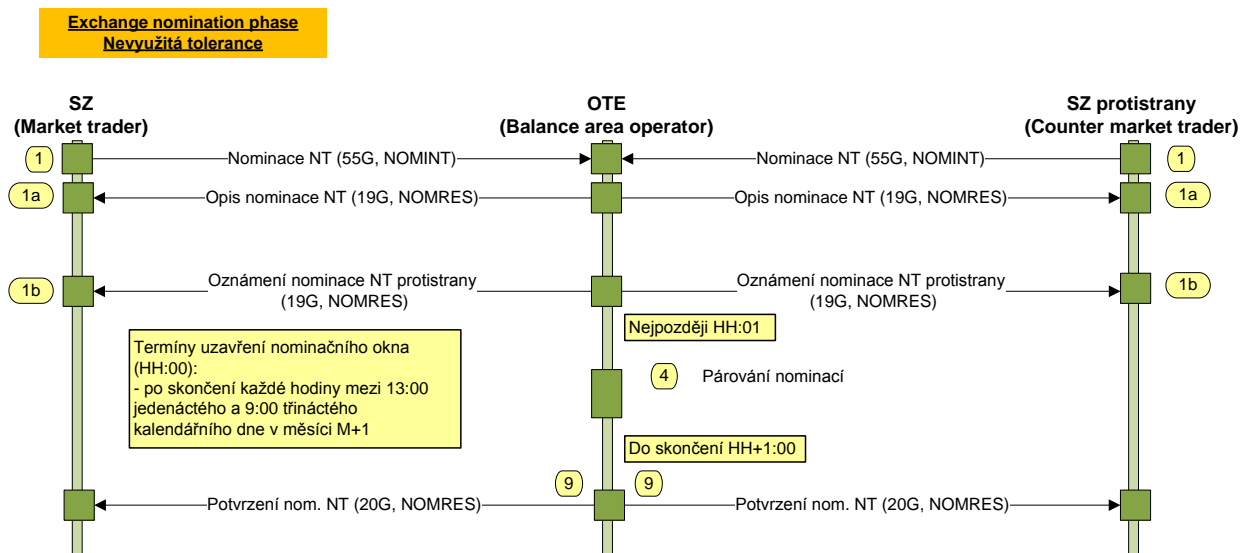 Exchange nomination phase
Nevyužitá tolerance
SZ
(Market trader)
OTE
(Balance area operator)
SZ protistrany
(Counter market trader)
1
Nominace NT (55G, NOMINT)
Nominace NT (55G, NOMINT)
1
1a
Opis nominace NT (19G, NOMRES)
Opis nominace NT (19G, NOMRES)
1a
1b
Oznámení nominace NT protistrany
(19G, NOMRES)
Oznámení nominace NT protistrany
(19G, NOMRES)
1b
Nejpozději HH:01
Termíny uzavření nominačního okna
(HH:00):
- po skončení každé hodiny mezi 13:00
jedenáctého a 9:00 třináctého
kalendářního dne v měsíci M+1
4
Párování nominací
Do skončení HH+1:00
9
9
Potvrzení nom. NT (20G, NOMRES)
Potvrzení nom. NT (20G, NOMRES)